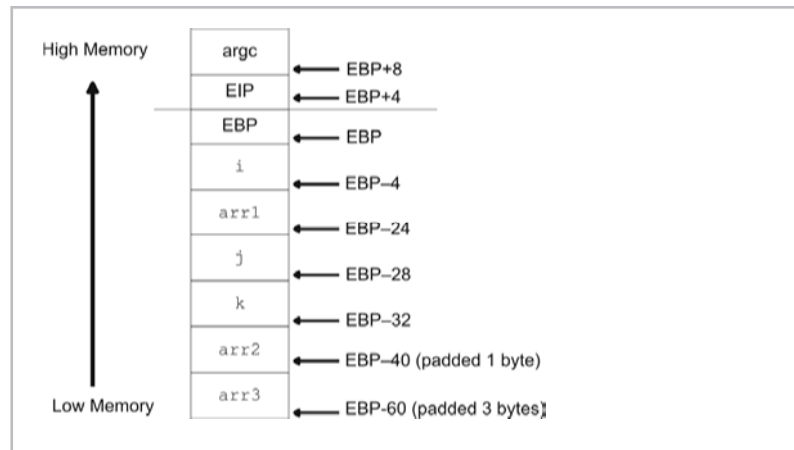 High Memory
argc
EBP+8
EIP
EBP+4
EBP
EBP
i
EBP–4
arr1
EBP–24
j
EBP–28
k
EBP–32
arr2
EBP–40 (padded 1 byte)
Low Memory
arr3
EBP-60 (padded 3 bytes)